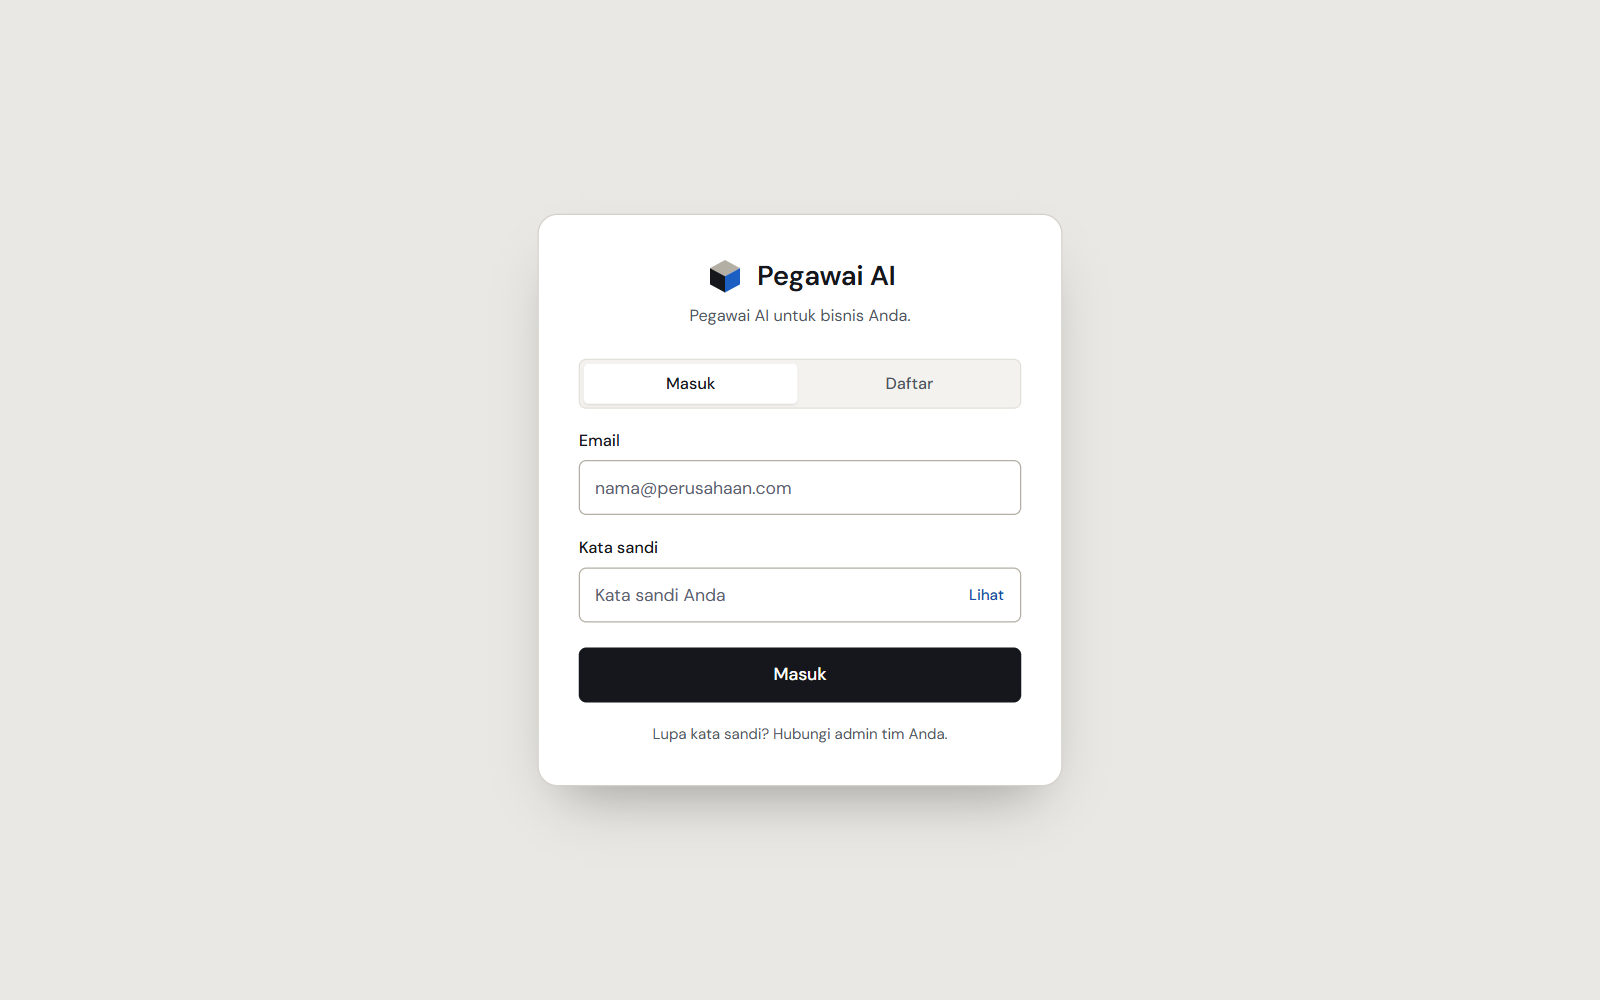 Pegawai AI
Pegawai AI untuk bisnis Anda.
Masuk
Daftar
Email
nama@perusahaan.com
Kata sandi
Kata sandi Anda
Lihat
Masuk
Lupa kata sandi? Hubungi admin tim Anda.